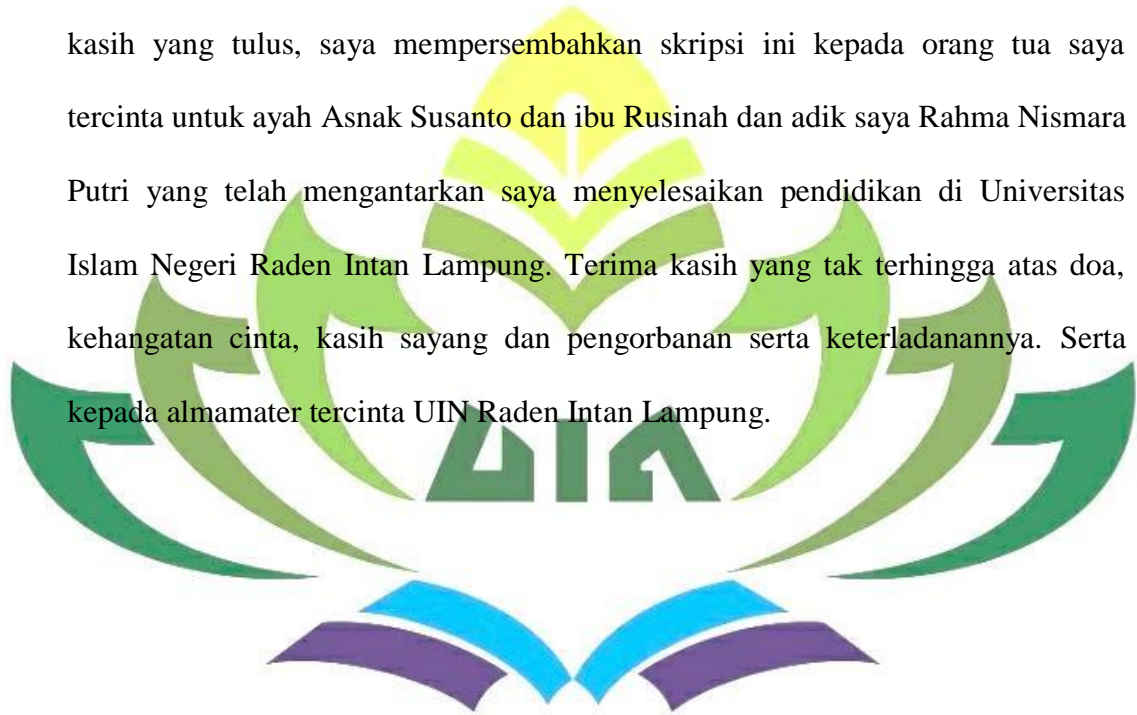 kasih yang tulus, saya mempersembahkan skripsi ini kepada orang tua saya
tercinta untuk ayah Asnak Susanto dan ibu Rusinah dan adik saya Rahma Nismara
Putri yang telah mengantarkan saya menyelesaikan pendidikan di Universitas
Islam Negeri Raden Intan Lampung. Terima kasih yang tak terhingga atas doa,
kehangatan cinta, kasih sayang dan pengorbanan serta keterladanannya. Serta
kepada almamater tercinta UIN Raden Intan Lampung.